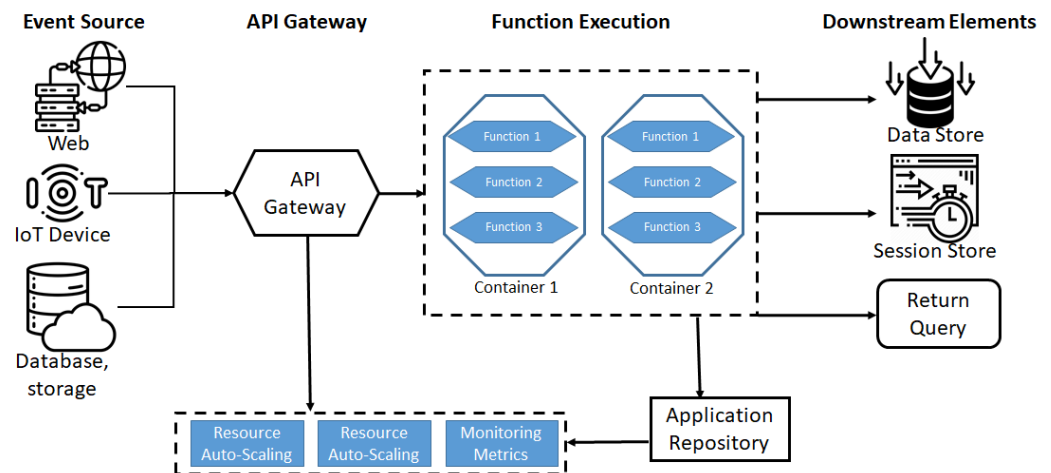 Event Source
API Gateway
Function Execution
Downstream Elements
Web
IOT
IoT Device
Database,
storage
API
Gateway
Function 1
Function 2
Function 3
Container 1
Function 1
Function 2
Function 3
Container 2
Data Store
Session Store
Return
Query
Application
Repository
Resource
Auto-Scaling
Resource
Auto-Scaling
Monitoring
Metrics